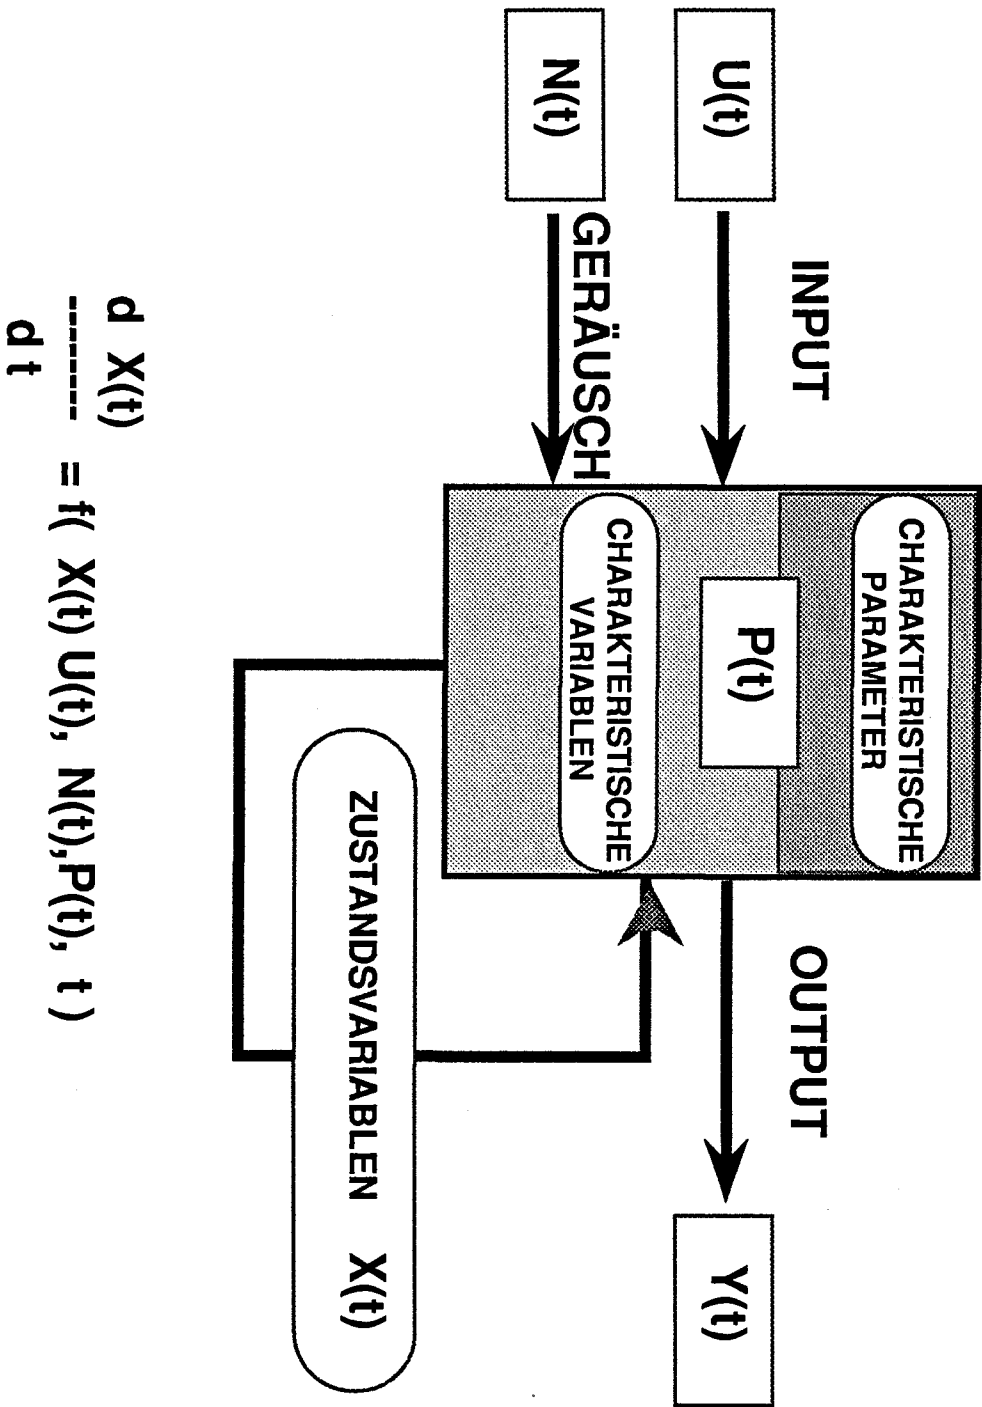 INPUT
OUTPUT
U(t)
CHARAKTERISTISCHE
PARAMETER
P(t)
Y(t)
GERÄUSCH
N(t)
CHARAKTERISTISCHE
VARIABLEN
ZUSTANDSVARIABLEN X(t)
d X(t)
--------
d t
= f( X(t) U(t), N(t),P(t), t )